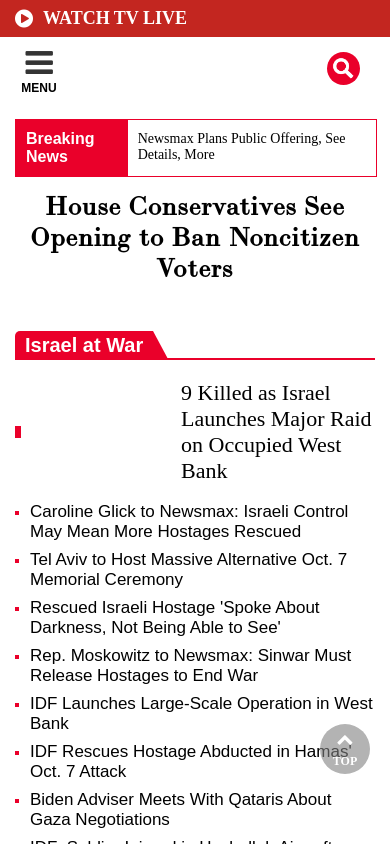 WATCH TV LIVE
MENU
Breaking
News
Newsmax Plans Public Offering, See
Details, More
House Conservatives See
Opening to Ban Noncitizen
Voters
Israel at War
9 Killed as Israel
Launches Major Raid
on Occupied West
Bank
Caroline Glick to Newsmax: Israeli Control
May Mean More Hostages Rescued
Tel Aviv to Host Massive Alternative Oct. 7
Memorial Ceremony
Rescued Israeli Hostage 'Spoke About
Darkness, Not Being Able to See'
Rep. Moskowitz to Newsmax: Sinwar Must
Release Hostages to End War
IDF Launches Large-Scale Operation in West
Bank
IDF Rescues Hostage Abducted in Hamas'
Oct. 7 Attack
TOP
Biden Adviser Meets With Qataris About
Gaza Negotiations